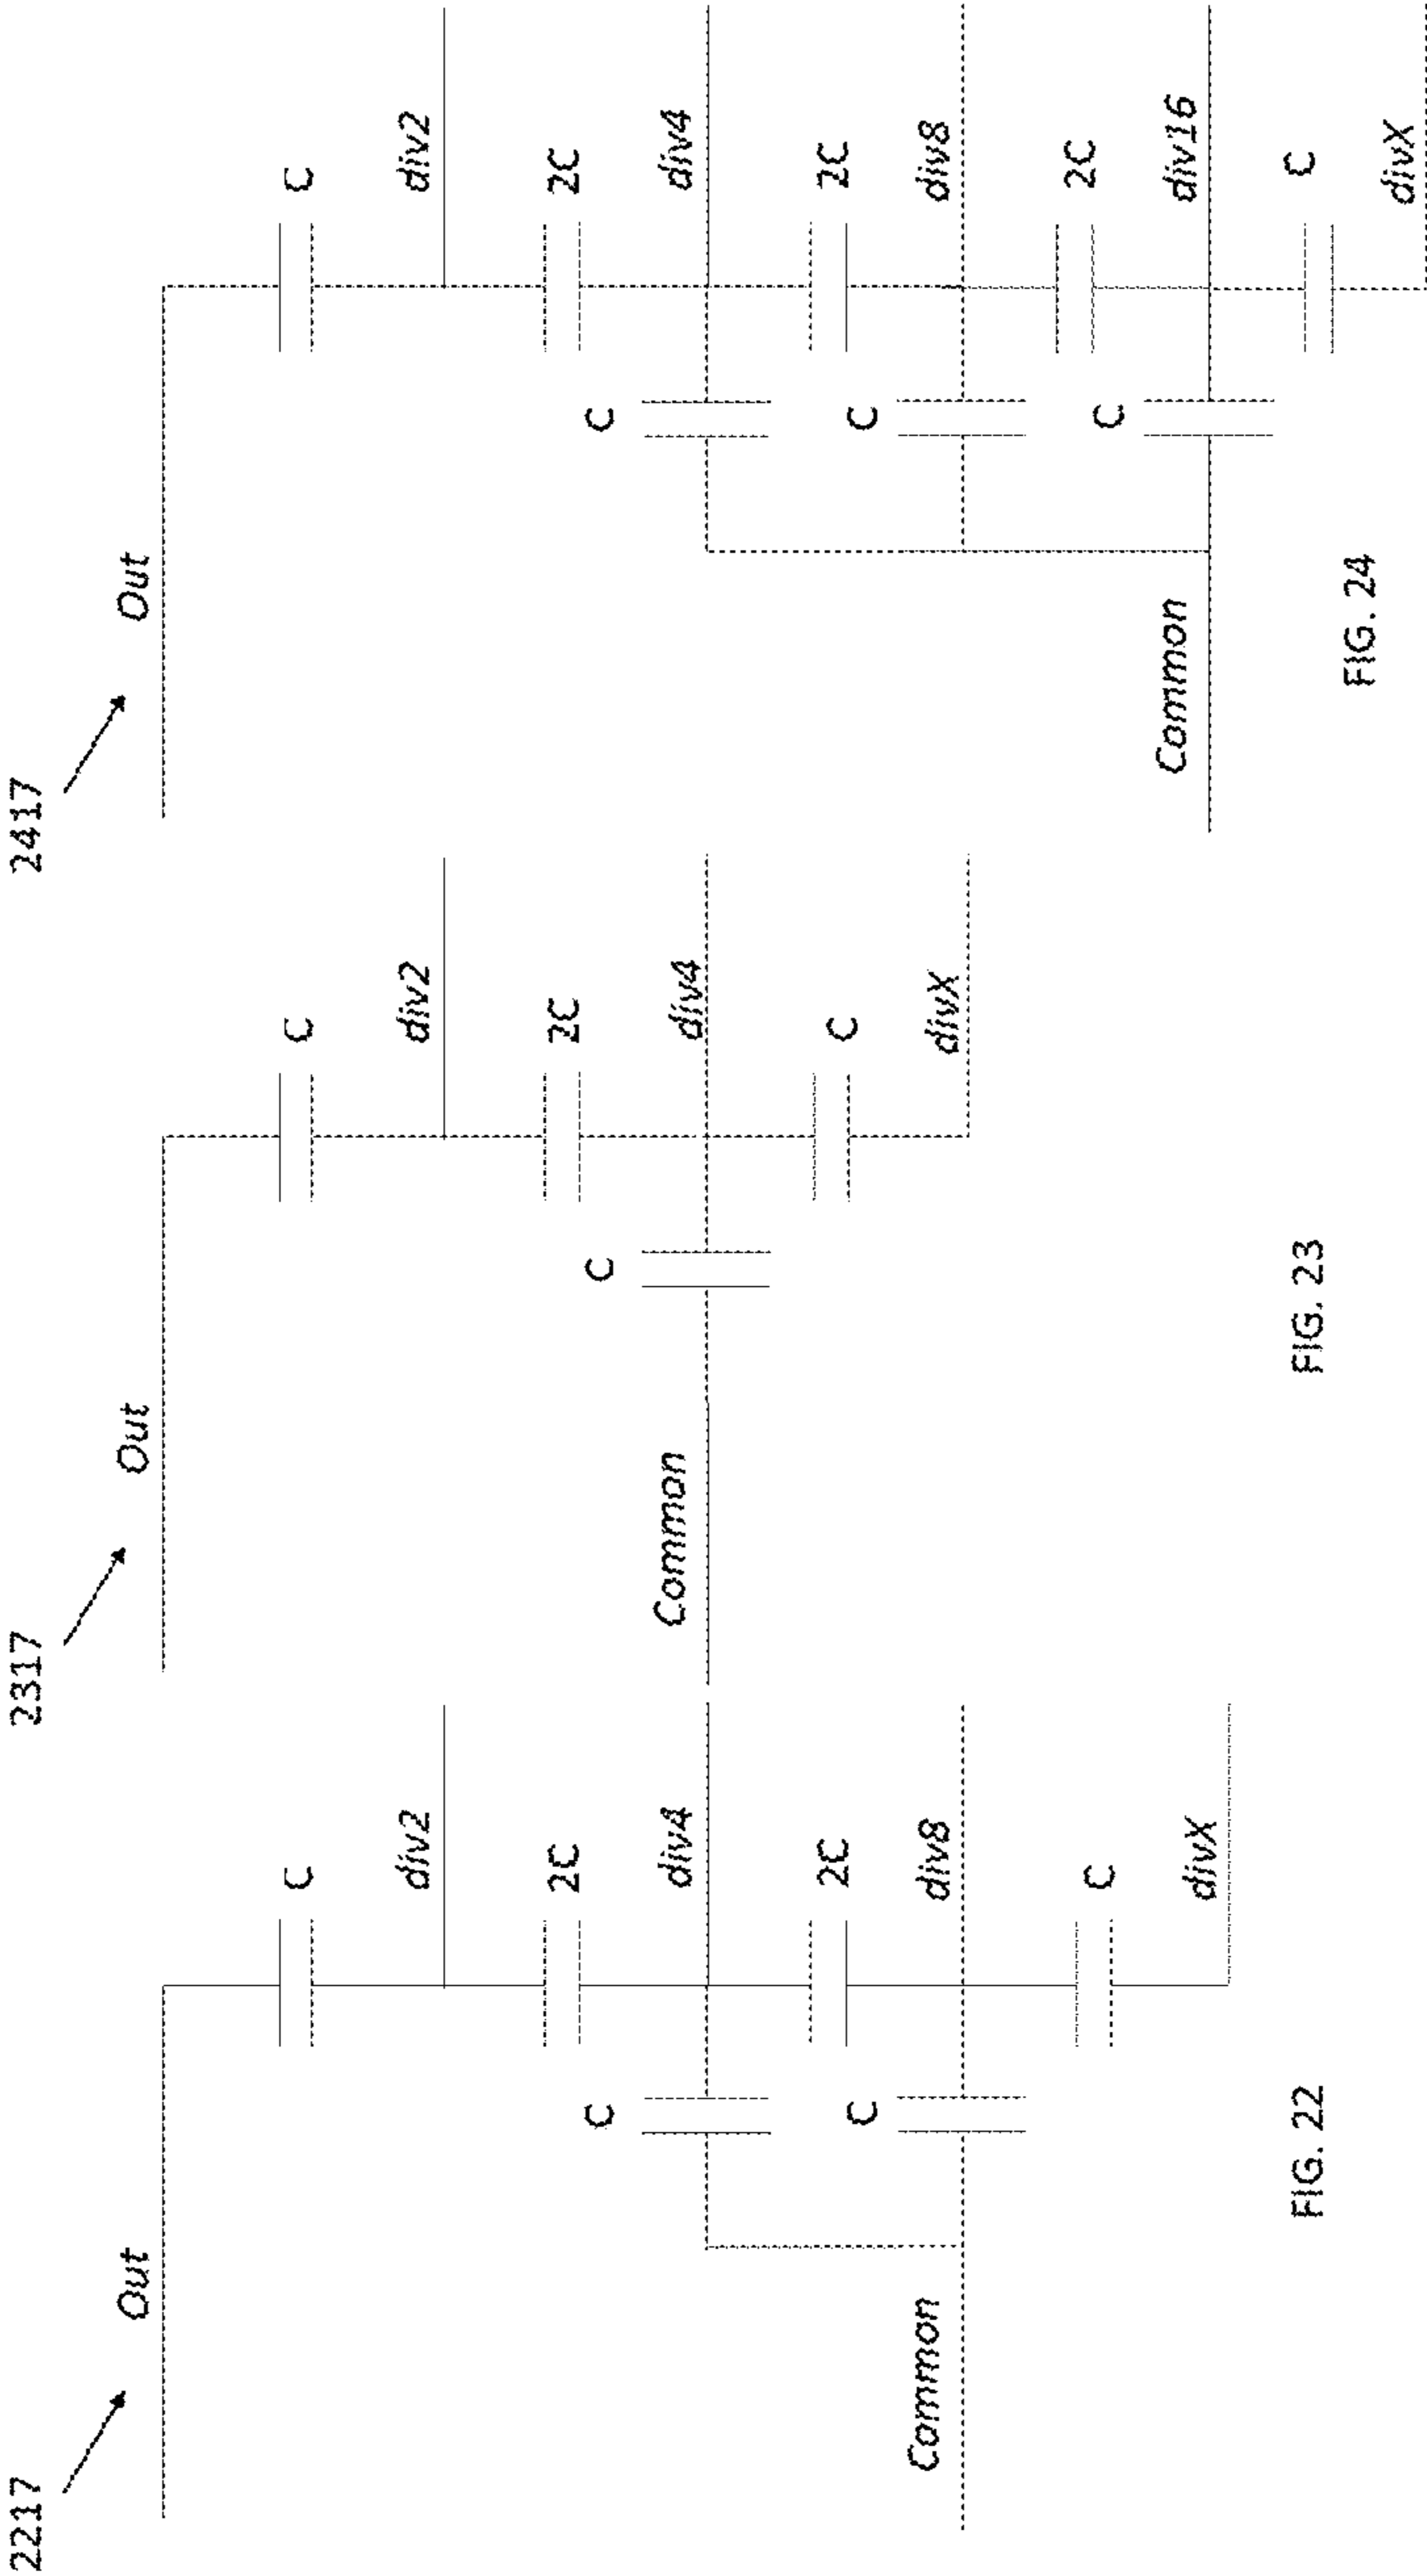 2217
Out
C
div2
2C
C
div4
2C
C
div8
Common
C
divX
FIG. 22
2317
Out
C
div2
2C
C
div4
Common
C
divX
FIG. 23
2417
Out
C
div2
2C
C
div4
2C
C
div8
2C
C
div16
Common
C
divX
FIG. 24